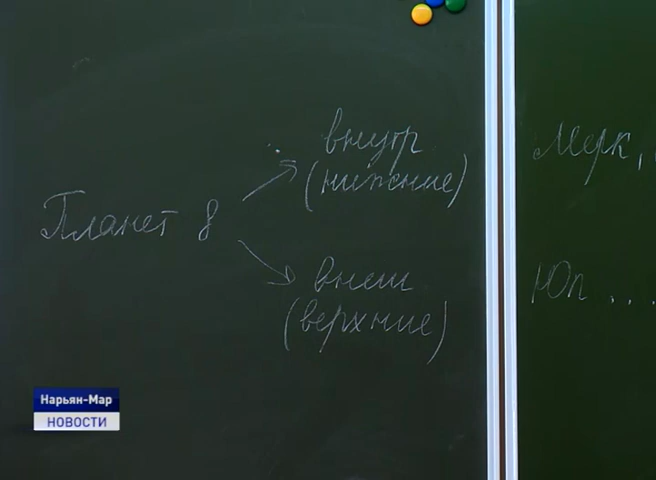 внутр
(нижние)
Мерк,
Планет 8
внеш
(верхние)
Юп ...
Нарьян-Мар
НОВОСТИ